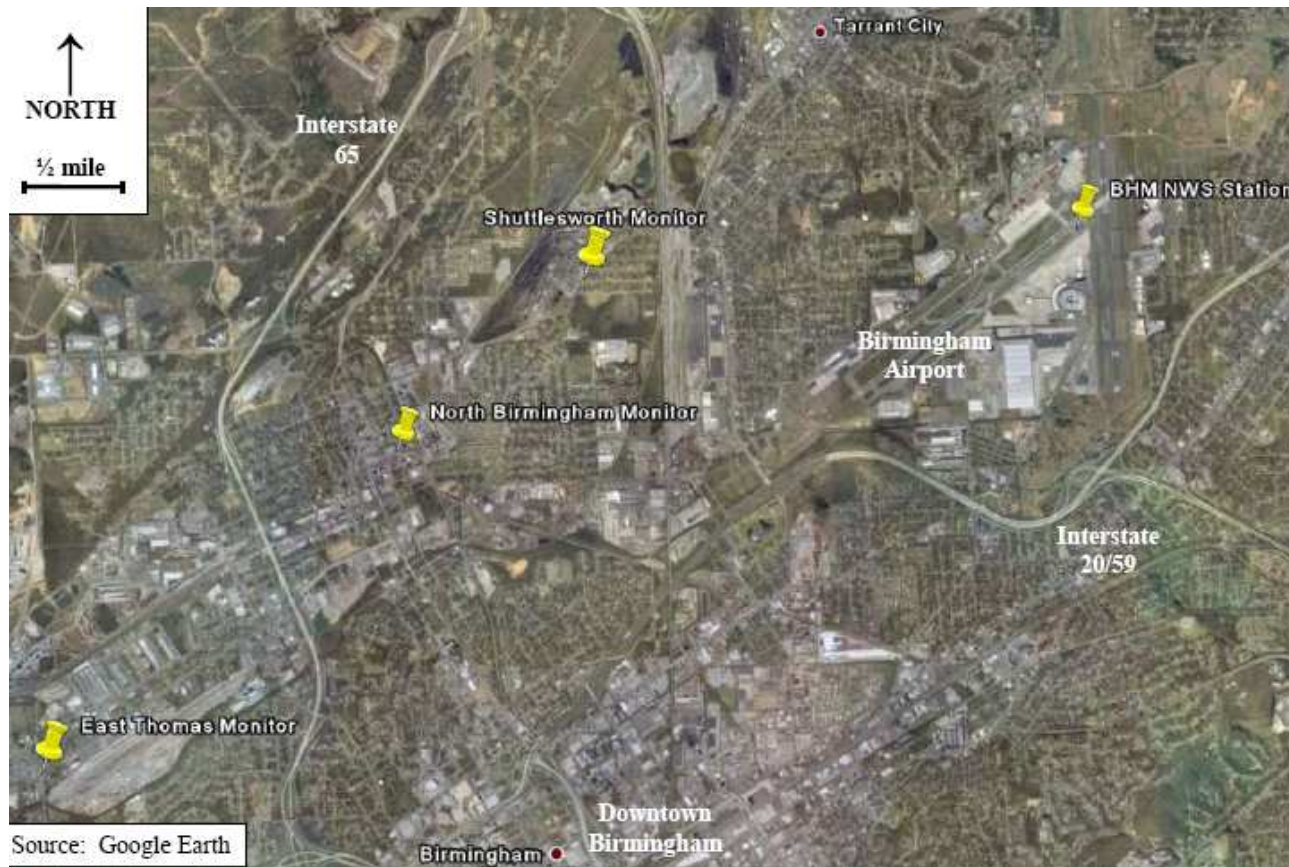 Tarrant City
NORTH
Interstate
65
½ mile
BHM NWS Station
Shuttlesworth Monitor
Birmingham
Airport
North Birmingham Monitor
Interstate
20/59
East Thomas Monitor
Downtown
Birmingham
Source: Google Earth
Birmingham